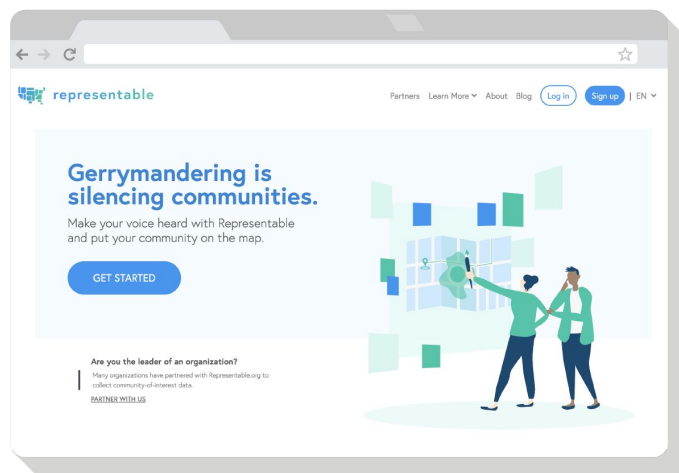 representable
Partners Learn More About Blog Log in Sign up | EN
Gerrymandering is
silencing communities.
Make your voice heard with Representable
and put your community on the map.
GET STARTED
Are you the leader of an organization?
Many organizations have partnered with Representable.org to
collect community-of-interest data.
PARTNER WITH US